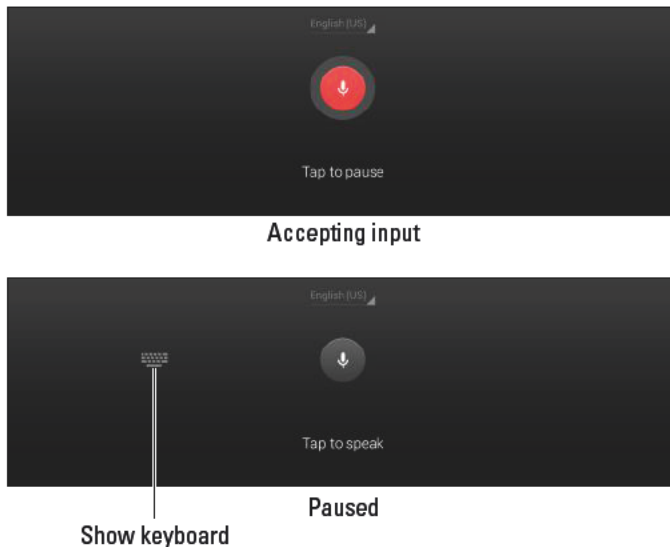 English (US)
Tap to pause
Accepting input
English (US)
Tap to speak
Paused
Show keyboard